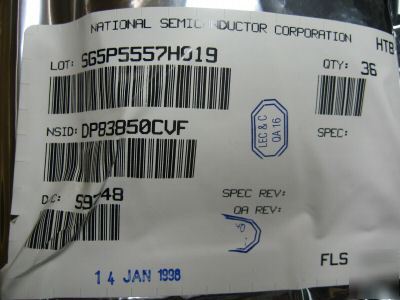 NATIONAL SEMICONDUCTOR CORPORATION
HTB
LOT: SG5P5557H019
QTY: 36
LEC & C
QA 16
NSID: DP83850CVF
SPEC:
D/C: S9748
SPEC REV:
QA REV:
FLS
14 JAN 1998